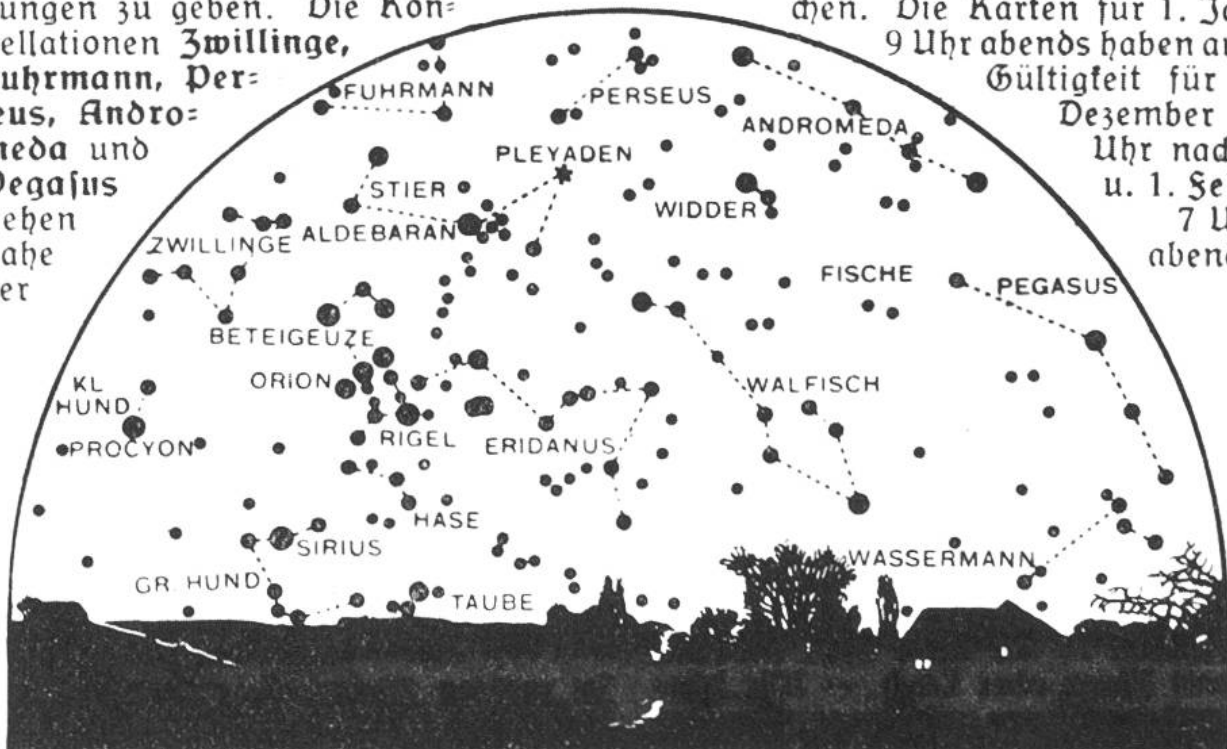 ungen zu geben. Die Kon=
ellationen Zwillinge,
uhrmann, Per=
eus, Andro=
neda und
Pegasus
ehen
ahe
er
chen. Die Karten für 1. Ja
9 Uhr abends haben a
Gültigkeit für
Dezember
Uhr nac
u. 1. Fe
7 U
aben
FUHRMANN
PERSEUS
ANDROMEDA
PLEYADEN
STIER
WIDDER
ZWILLINGE
ALDEBARAN
FISCHE
PEGASUS
BETEIGEUZE
KL
HUND
ORION
WALFISCH
PROCYON
RIGEL
ERIDANUS
HASE
SIRIUS
WASSERMANN
GR. HUND
TAUBE